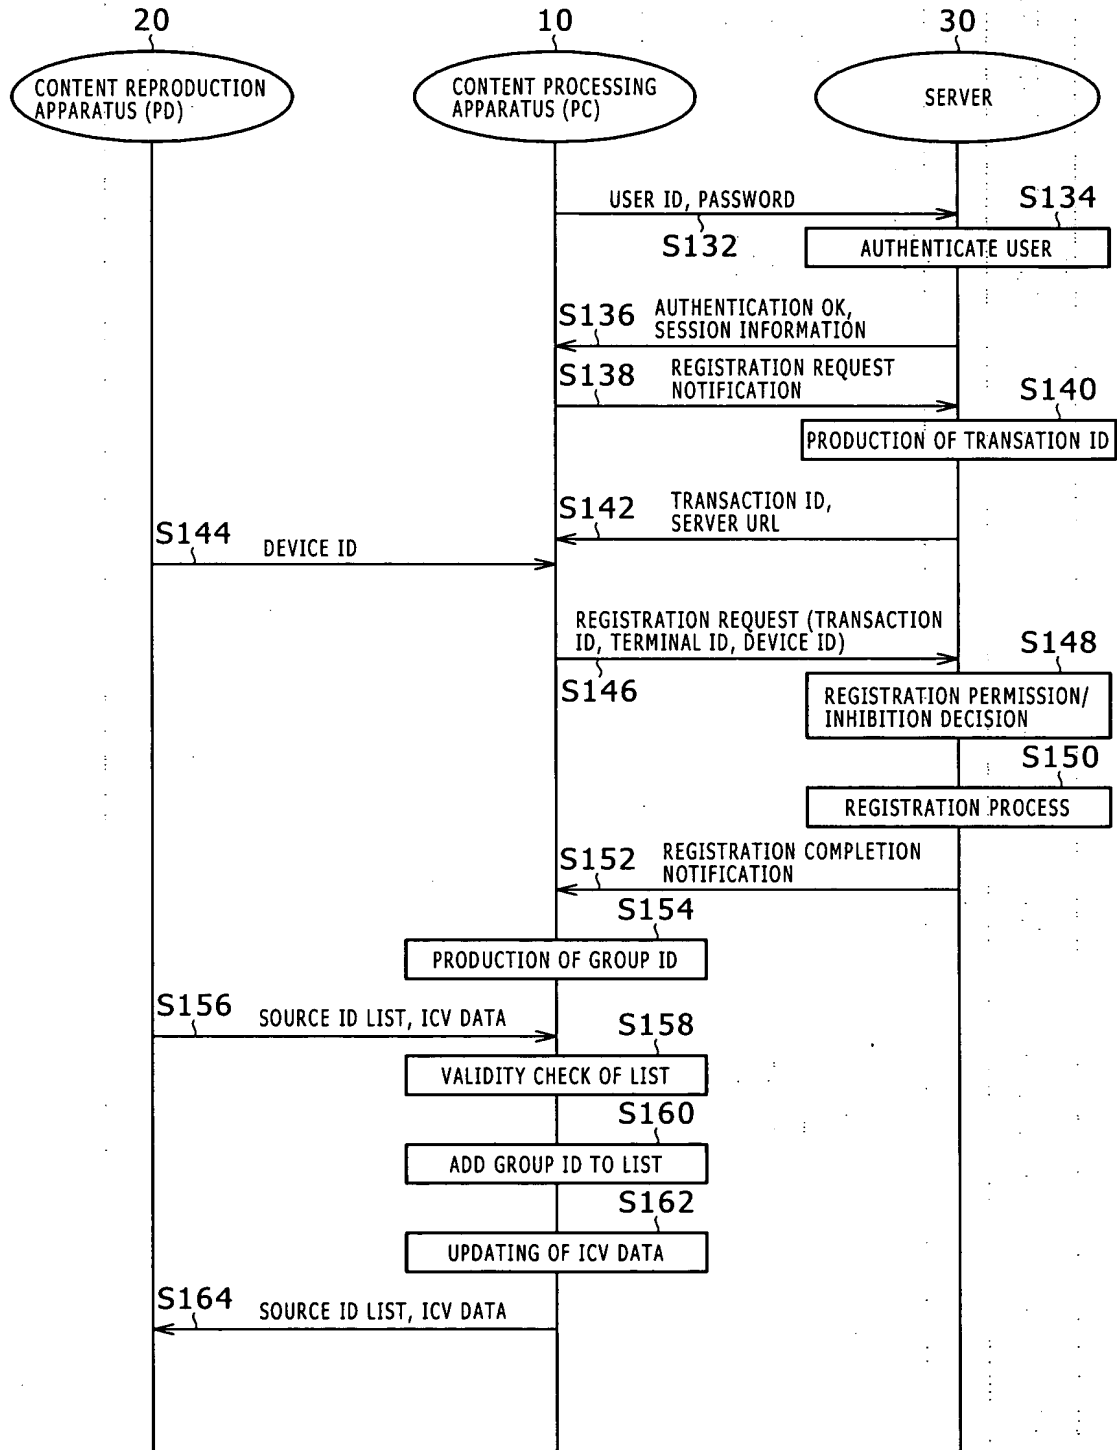 20
10
30
CONTENT REPRODUCTION
APPARATUS (PD)
CONTENT PROCESSING
APPARATUS (PC)
SERVER
USER ID, PASSWORD
S132
S134
AUTHENTICATE USER
S136
AUTHENTICATION OK,
SESSION INFORMATION
S138
REGISTRATION REQUEST
NOTIFICATION
S140
PRODUCTION OF TRANSATION ID
S142
TRANSACTION ID,
SERVER URL
S144
DEVICE ID
REGISTRATION REQUEST (TRANSACTION
ID, TERMINAL ID, DEVICE ID)
S146
S148
REGISTRATION PERMISSION/
INHIBITION DECISION
S150
REGISTRATION PROCESS
S152
REGISTRATION COMPLETION
NOTIFICATION
S154
PRODUCTION OF GROUP ID
S156
SOURCE ID LIST, ICV DATA
S158
VALIDITY CHECK OF LIST
S160
ADD GROUP ID TO LIST
S162
UPDATING OF ICV DATA
S164
SOURCE ID LIST, ICV DATA